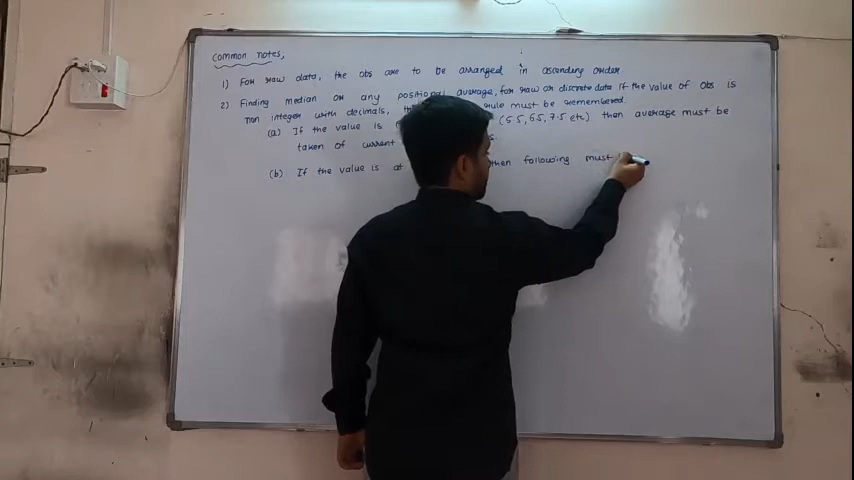 Common notes,
1) For raw data, the obs are to be arranged in ascending order
2) Finding median or any positional average, for raw or discrete data if the value of obs is
non integer with decimals, rule must be remembered.
(a) If the value is (5.5, 6.5, 7.5 etc) then average must be
taken of current
(b) If the value is at then following must